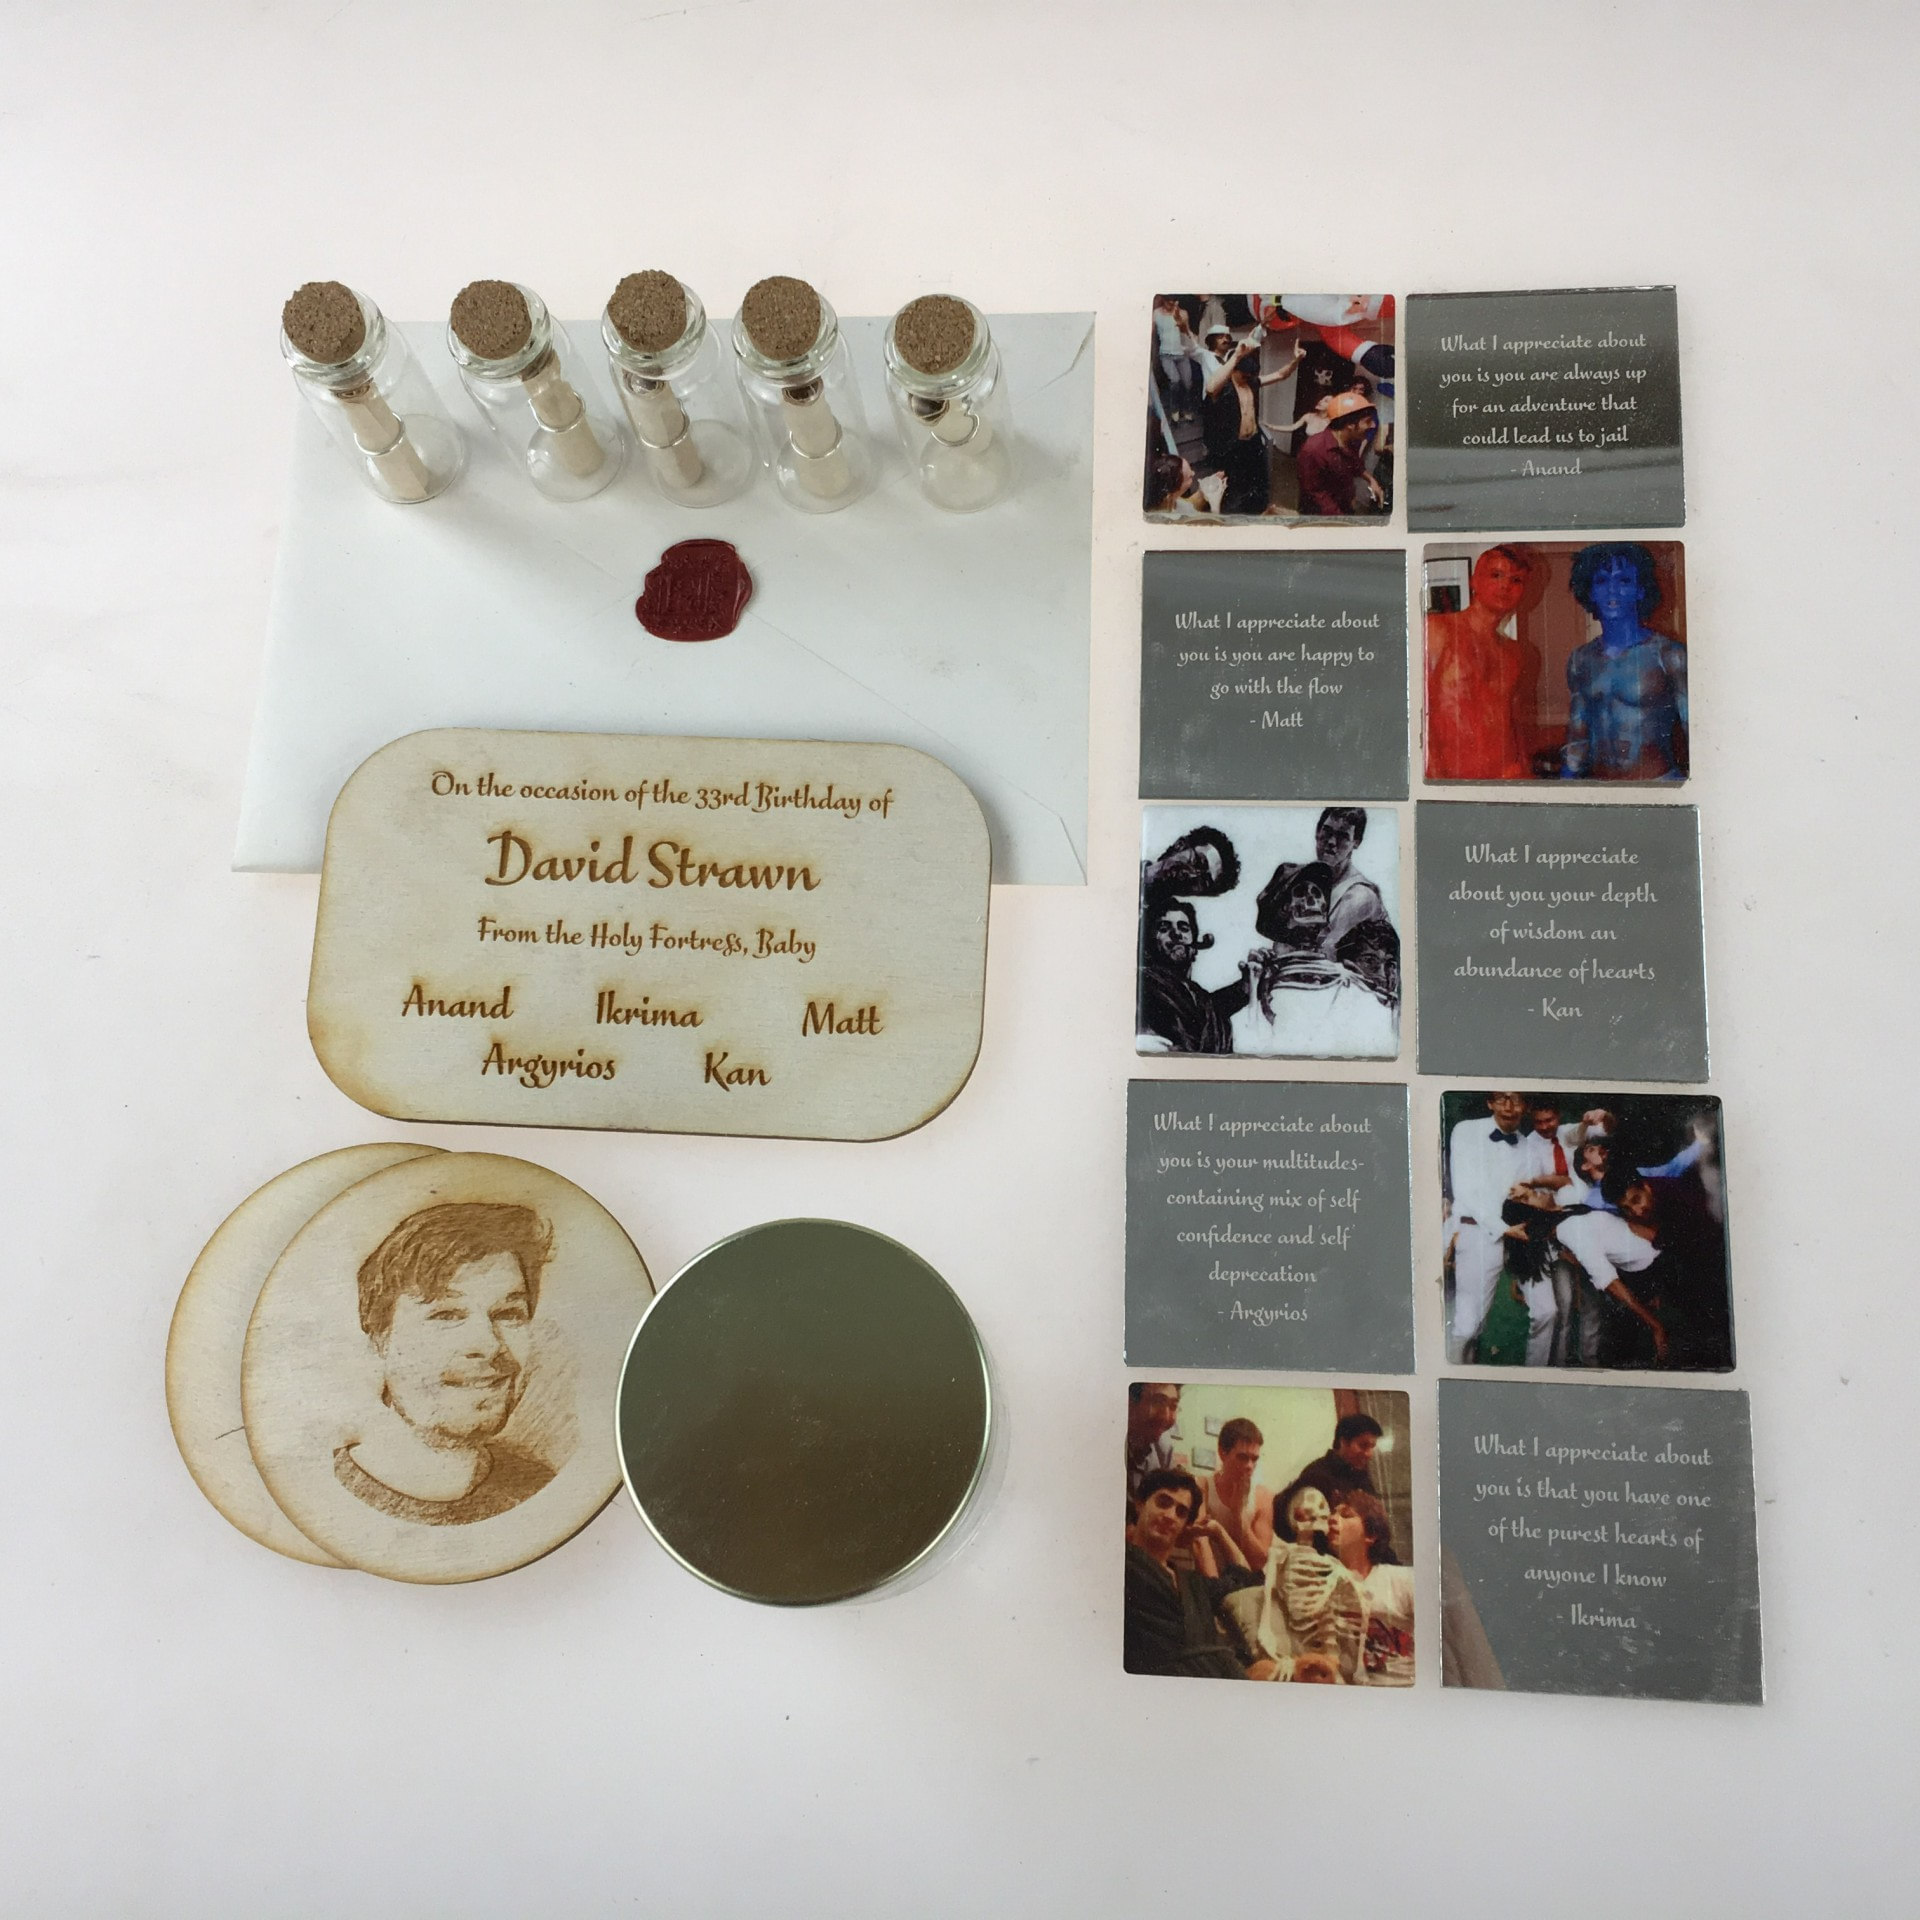 On the occasion of the 33rd Birthday of
David Strawn
From the Holy Fortress, Baby
Anand Ikrima Matt
Argyrios Kan
What I appreciate about
you is you are always up
for an adventure that
could lead us to jail
- Anand
What I appreciate about
you is you are happy to
go with the flow
- Matt
What I appreciate
about you your depth
of wisdom an
abundance of hearts
- Kan
What I appreciate about
you is your multitudes-
containing mix of self
confidence and self
deprecation
- Argyrios
What I appreciate about
you is that you have one
of the purest hearts of
anyone I know
- Ikrima